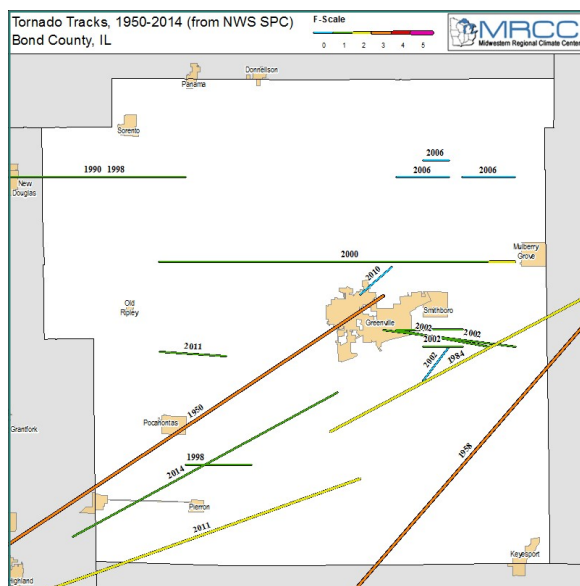 Tornado Tracks, 1950-2014 (from NWS SPC)
Bond County, IL
F-Scale
0 1 2 3 4 5
MRCC
Midwestern Regional Climate Center
Panama
Donnellson
Sorento
2006
1990 1998
2006
2006
New
Douglas
2000
Mulberry
Grove
2010
Old
Ripley
Smithboro
Greenville
2002
2002
2002
2011
2002
1984
1950
Pocahontas
Grantfork
1958
1998
2014
Pierron
2011
Keyesport
Highland